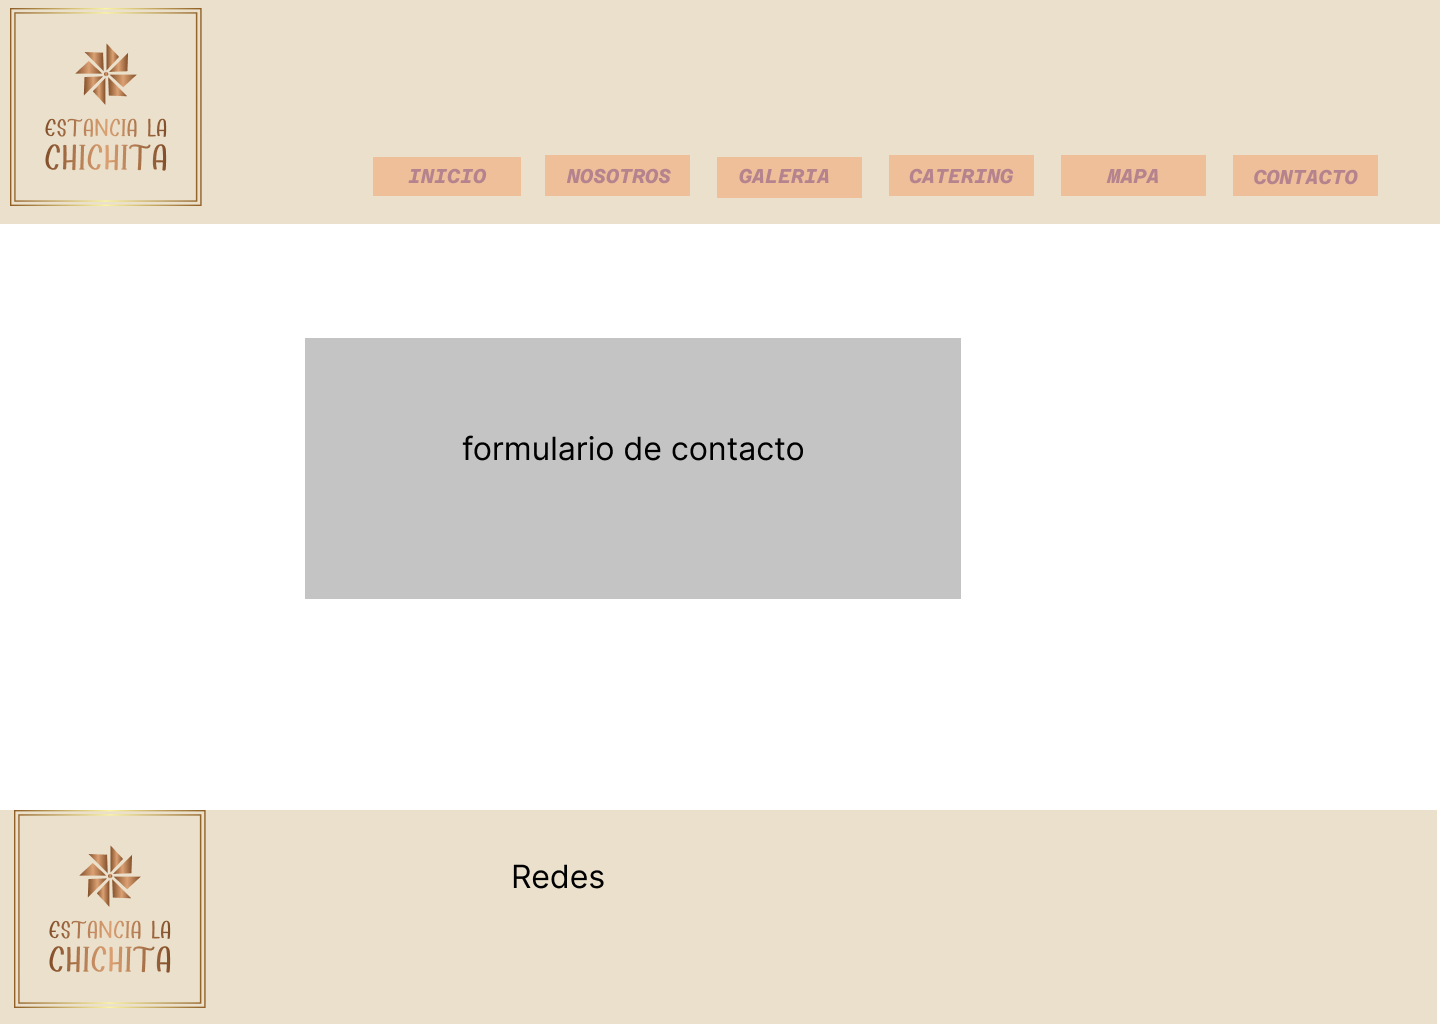 ESTANCIA LA
CHICHITA
INICIO
NOSOTROS
GALERIA
CATERING
MAPA
CONTACTO
formulario de contacto
ESTANCIA LA
CHICHITA
Redes